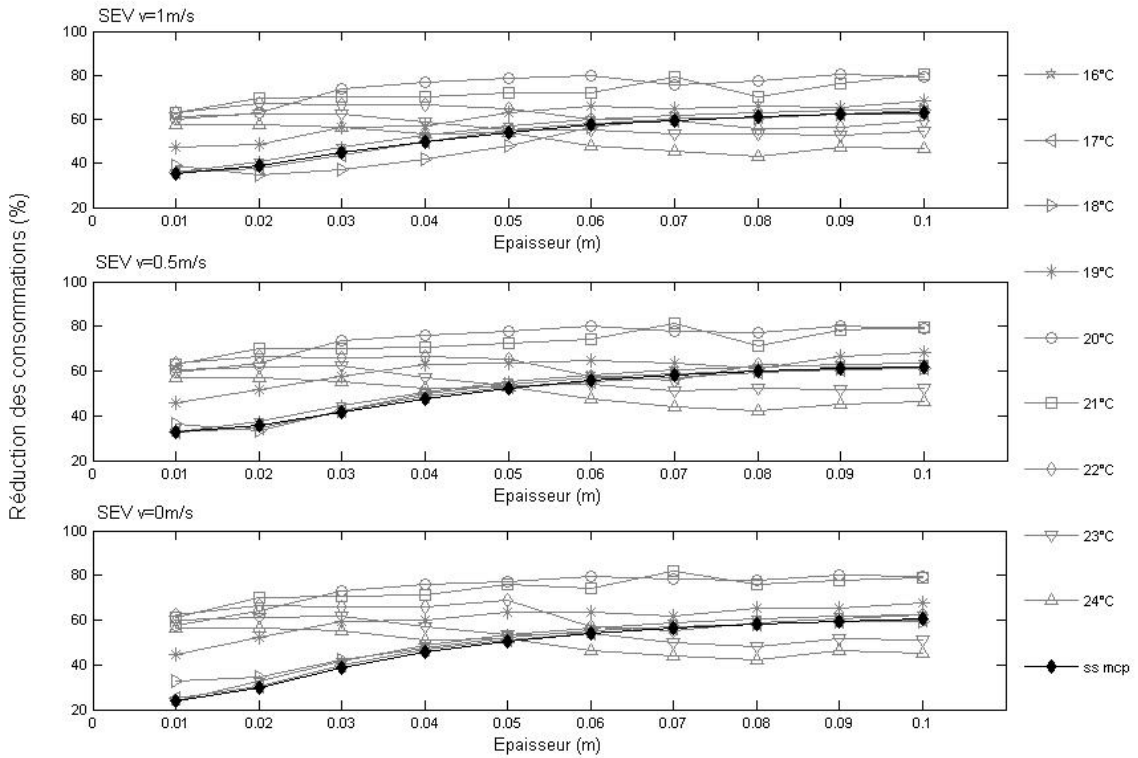 SEV v=1m/s
100
80
60
40
20
0 0.01 0.02 0.03 0.04 0.05 0.06 0.07 0.08 0.09 0.1
Epaisseur (m)
SEV v=0.5m/s
100
80
60
40
20
0 0.01 0.02 0.03 0.04 0.05 0.06 0.07 0.08 0.09 0.1
Epaisseur (m)
SEV v=0m/s
100
80
60
40
20
0 0.01 0.02 0.03 0.04 0.05 0.06 0.07 0.08 0.09 0.1
Epaisseur (m)
Réduction des consommations (%)
16°C
17°C
18°C
19°C
20°C
21°C
22°C
23°C
24°C
ss mcp